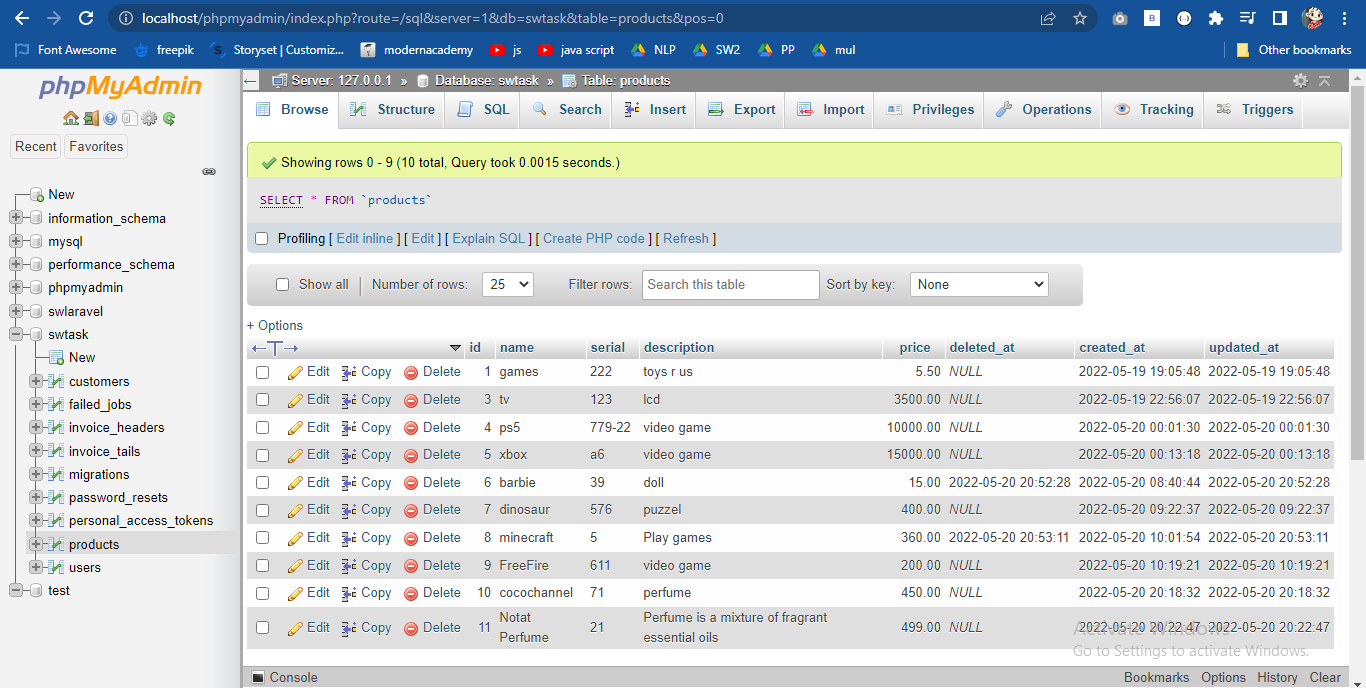 localhost/phpmyadmin/index.php?route=/sql&server=1&db=swtask&table=products&pos=0
Font Awesome freepik Storyset | Customiz... modernacademy js java script NLP SW2 PP mul Other bookmarks
phpMyAdmin
Recent Favorites
New
information_schema
mysql
performance_schema
phpmyadmin
swlaravel
swtask
New
customers
failed_jobs
invoice_headers
invoice_tails
migrations
password_resets
personal_access_tokens
products
users
test
Server: 127.0.0.1 » Database: swtask » Table: products
Browse Structure SQL Search Insert Export Import Privileges Operations Tracking Triggers
Showing rows 0 - 9 (10 total, Query took 0.0015 seconds.)
SELECT * FROM `products`
Profiling [ Edit inline ] [ Edit ] [ Explain SQL ] [ Create PHP code ] [ Refresh ]
Show all | Number of rows: 25 Filter rows: Search this table Sort by key: None
+ Options
←T→ id name serial description price deleted_at created_at updated_at
Edit Copy Delete 1 games 222 toys r us 5.50 NULL 2022-05-19 19:05:48 2022-05-19 19:05:48
Edit Copy Delete 3 tv 123 lcd 3500.00 NULL 2022-05-19 22:56:07 2022-05-19 22:56:07
Edit Copy Delete 4 ps5 779-22 video game 10000.00 NULL 2022-05-20 00:01:30 2022-05-20 00:01:30
Edit Copy Delete 5 xbox a6 video game 15000.00 NULL 2022-05-20 00:13:18 2022-05-20 00:13:18
Edit Copy Delete 6 barbie 39 doll 15.00 2022-05-20 20:52:28 2022-05-20 08:40:44 2022-05-20 20:52:28
Edit Copy Delete 7 dinosaur 576 puzzel 400.00 NULL 2022-05-20 09:22:37 2022-05-20 09:22:37
Edit Copy Delete 8 minecraft 5 Play games 360.00 2022-05-20 20:53:11 2022-05-20 10:01:54 2022-05-20 20:53:11
Edit Copy Delete 9 FreeFire 611 video game 200.00 NULL 2022-05-20 10:19:21 2022-05-20 10:19:21
Edit Copy Delete 10 cocochannel 71 perfume 450.00 NULL 2022-05-20 20:18:32 2022-05-20 20:18:32
Edit Copy Delete 11 Notat Perfume 21 Perfume is a mixture of fragrant essential oils 499.00 NULL 2022-05-20 20:22:47 2022-05-20 20:22:47
Activate Windows
Go to Settings to activate Windows.
Console Bookmarks Options History Clear